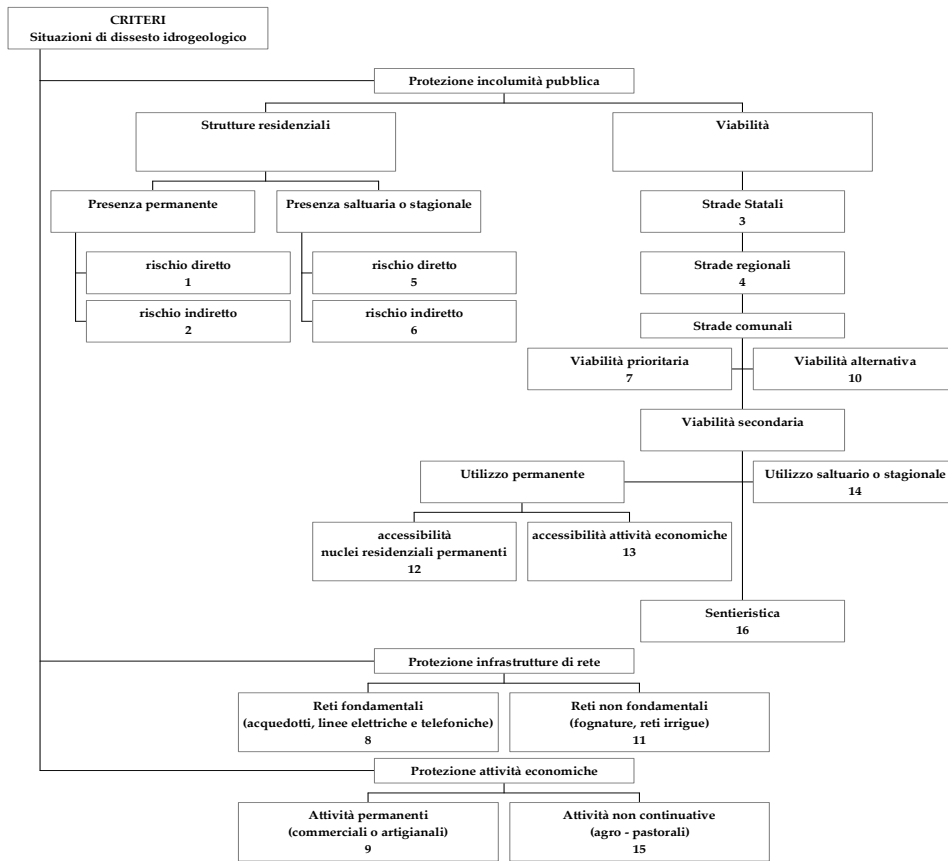 CRITERI
Situazioni di dissesto idrogeologico
Protezione incolumità pubblica
Strutture residenziali
Viabilità
Presenza permanente
Presenza saltuaria o stagionale
Strade Statali
3
rischio diretto
1
rischio diretto
5
Strade regionali
4
rischio indiretto
2
rischio indiretto
6
Strade comunali
Viabilità prioritaria
7
Viabilità alternativa
10
Viabilità secondaria
Utilizzo permanente
Utilizzo saltuario o stagionale
14
accessibilità
nuclei residenziali permanenti
12
accessibilità attività economiche
13
Sentieristica
16
Protezione infrastrutture di rete
Reti fondamentali
(acquedotti, linee elettriche e telefoniche)
8
Reti non fondamentali
(fognature, reti irrigue)
11
Protezione attività economiche
Attività permanenti
(commerciali o artigianali)
9
Attività non continuative
(agro - pastorali)
15